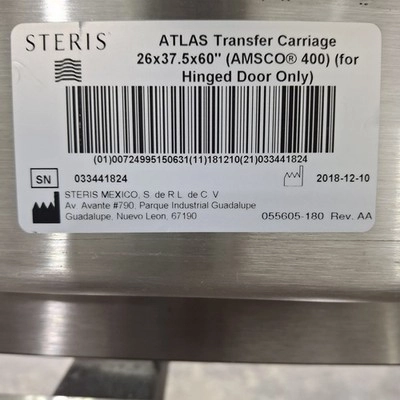 STERIS®
ATLAS Transfer Carriage
26x37.5x60" (AMSCO® 400) (for
Hinged Door Only)
(01)00724995150631(11)181210(21)033441824
SN 033441824
2018-12-10
STERIS MEXICO, S de R.L. de C. V
Av. Avante #790, Parque Industrial Guadalupe
Guadalupe, Nuevo Leon, 67190
055605-180 Rev. AA